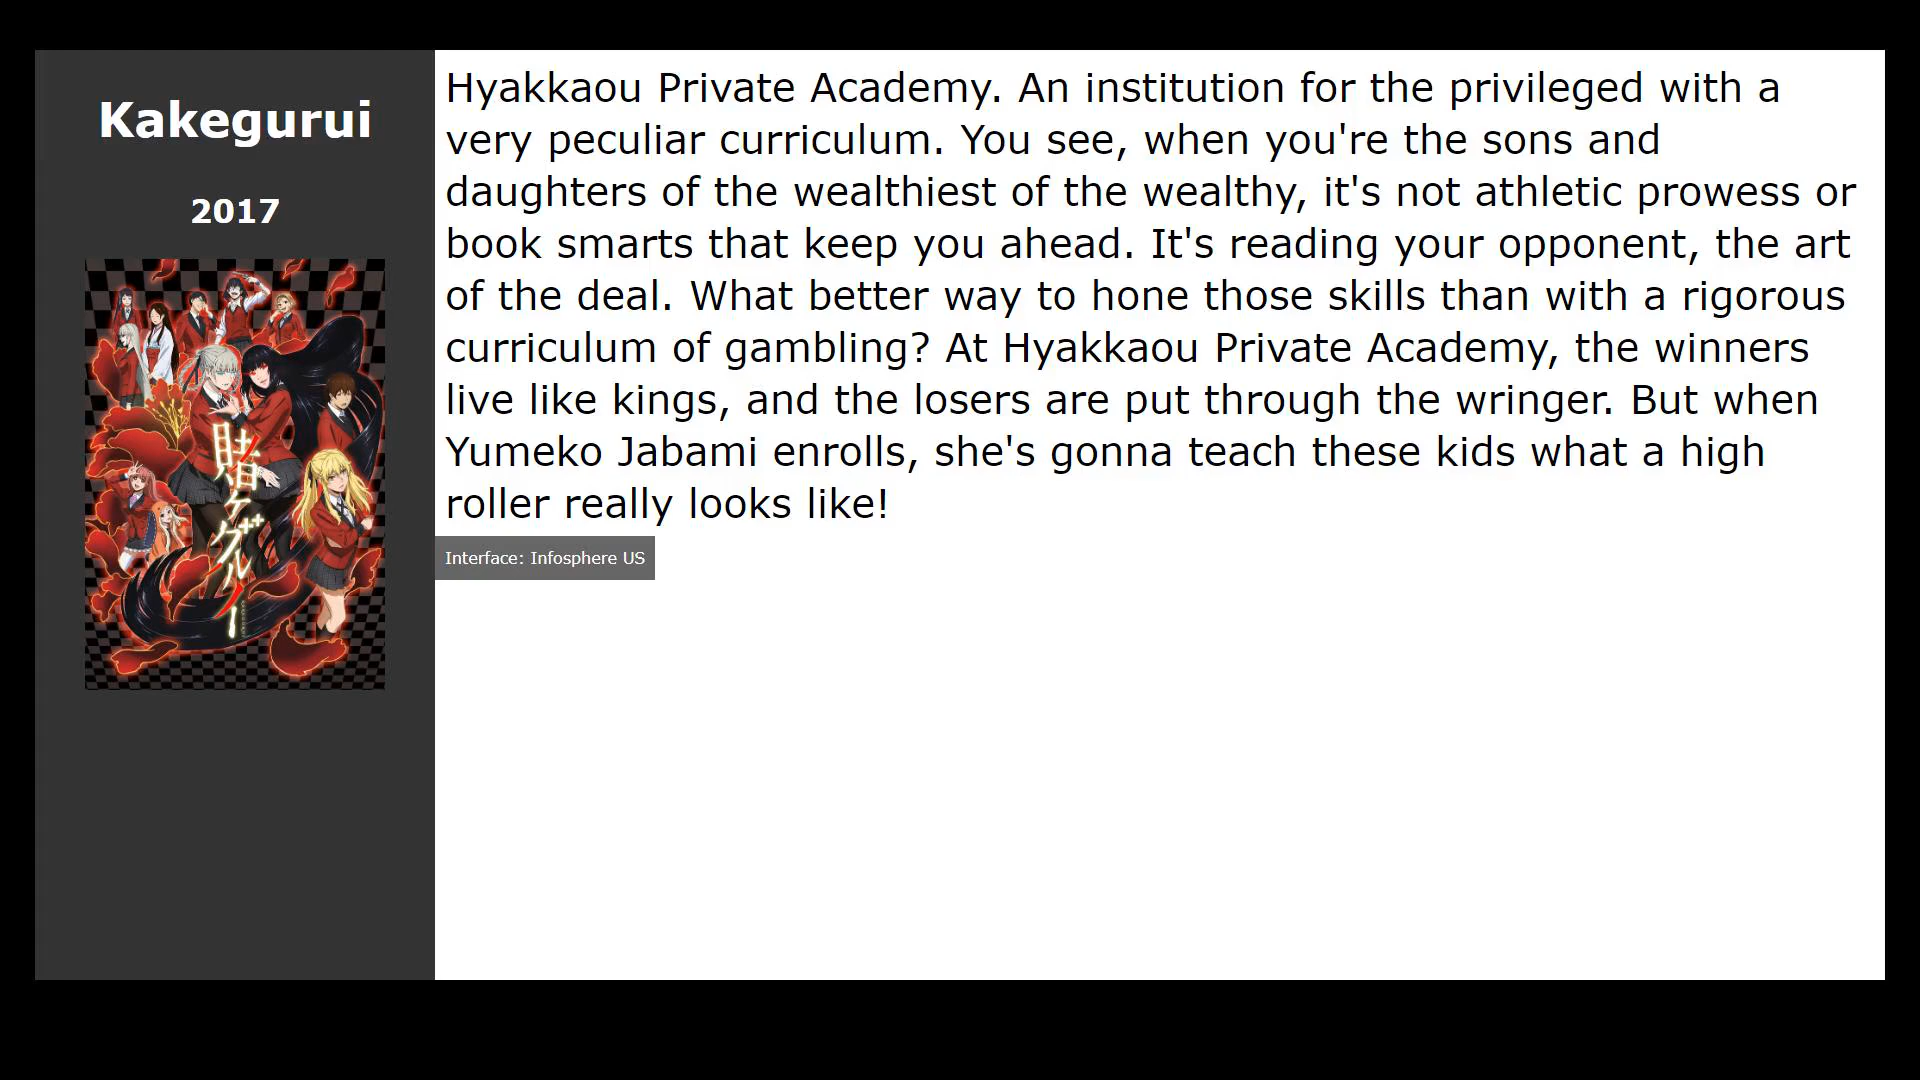 Kakegurui
2017
賭ケグルイ
Hyakkaou Private Academy. An institution for the privileged with a
very peculiar curriculum. You see, when you're the sons and
daughters of the wealthiest of the wealthy, it's not athletic prowess or
book smarts that keep you ahead. It's reading your opponent, the art
of the deal. What better way to hone those skills than with a rigorous
curriculum of gambling? At Hyakkaou Private Academy, the winners
live like kings, and the losers are put through the wringer. But when
Yumeko Jabami enrolls, she's gonna teach these kids what a high
roller really looks like!
Interface: Infosphere US